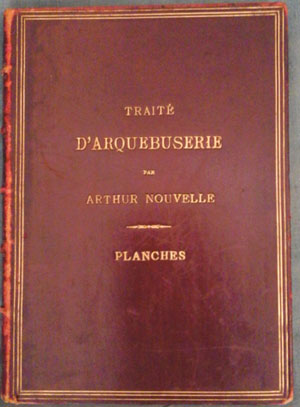 TRAITÉ
D'ARQUEBUSERIE
PAR
ARTHUR NOUVELLE
PLANCHES